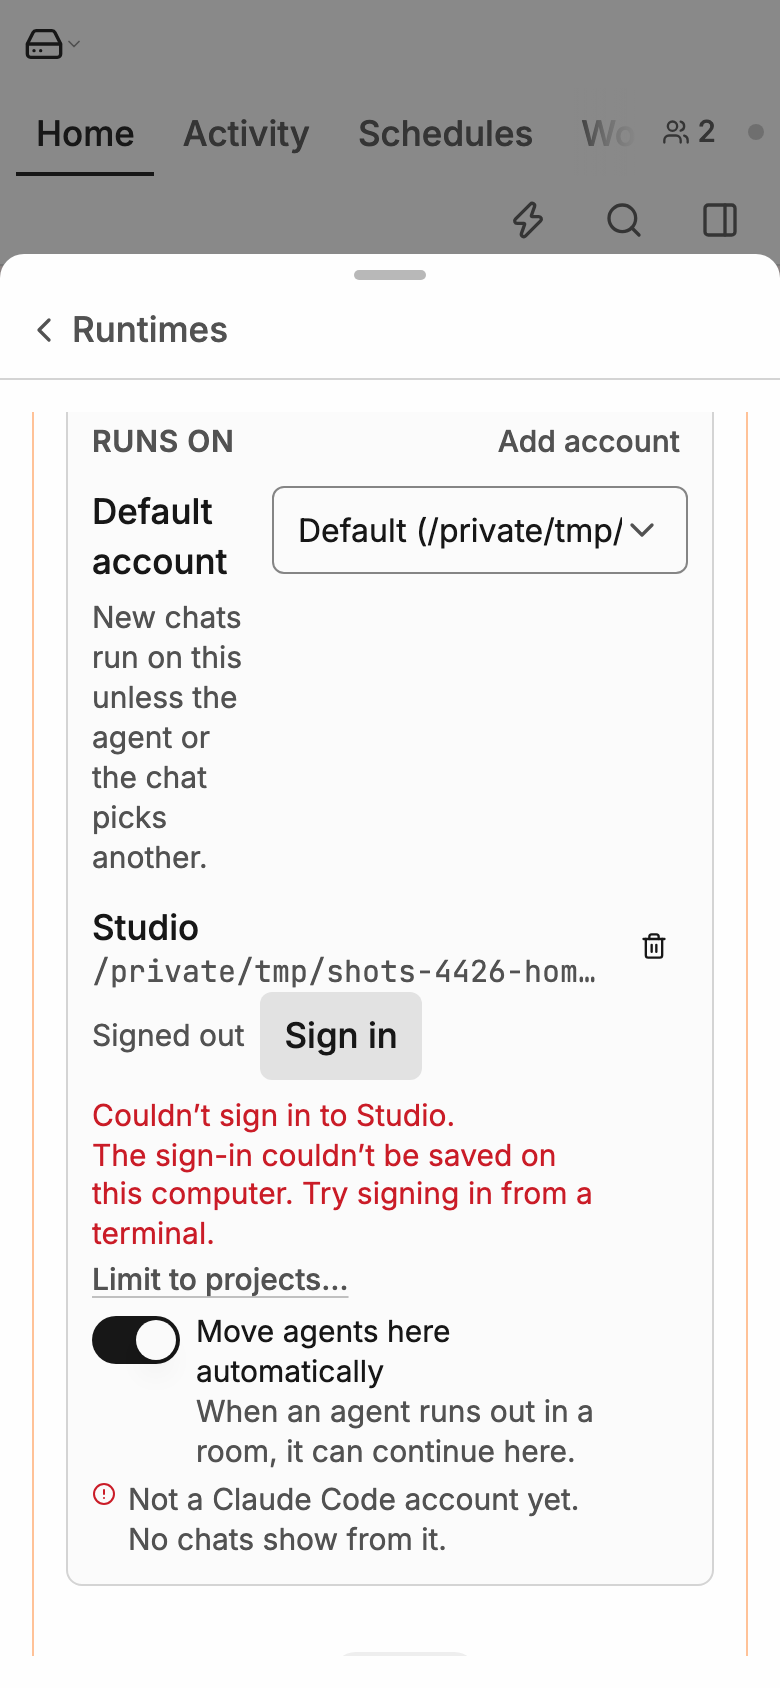 Home Activity Schedules Wo 2
Runtimes
RUNS ON Add account
Default account
Default (/private/tmp/
New chats
run on this
unless the
agent or
the chat
picks
another.
Studio
/private/tmp/shots-4426-hom…
Signed out Sign in
Couldn’t sign in to Studio.
The sign-in couldn’t be saved on
this computer. Try signing in from a
terminal.
Limit to projects…
Move agents here
automatically
When an agent runs out in a
room, it can continue here.
Not a Claude Code account yet.
No chats show from it.